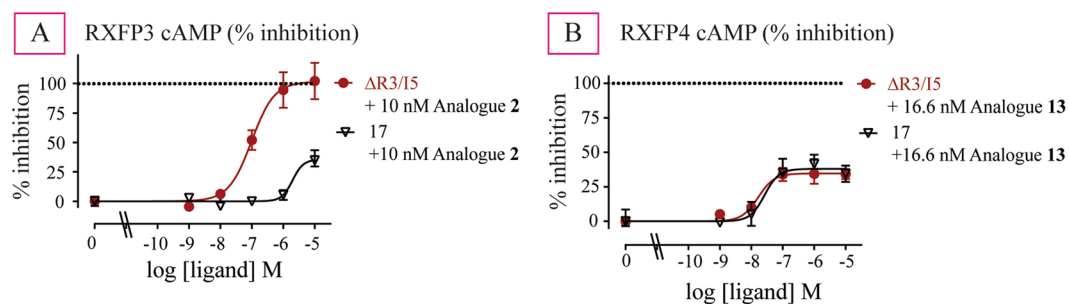 A RXFP3 cAMP (% inhibition)
100
75
50
25
0
% inhibition
0 -10 -9 -8 -7 -6 -5
log [ligand] M
ΔR3/I5
+ 10 nM Analogue 2
17
+10 nM Analogue 2
B RXFP4 cAMP (% inhibition)
100
75
50
25
0
% inhibition
0 -10 -9 -8 -7 -6 -5
log [ligand] M
ΔR3/I5
+ 16.6 nM Analogue 13
17
+16.6 nM Analogue 13